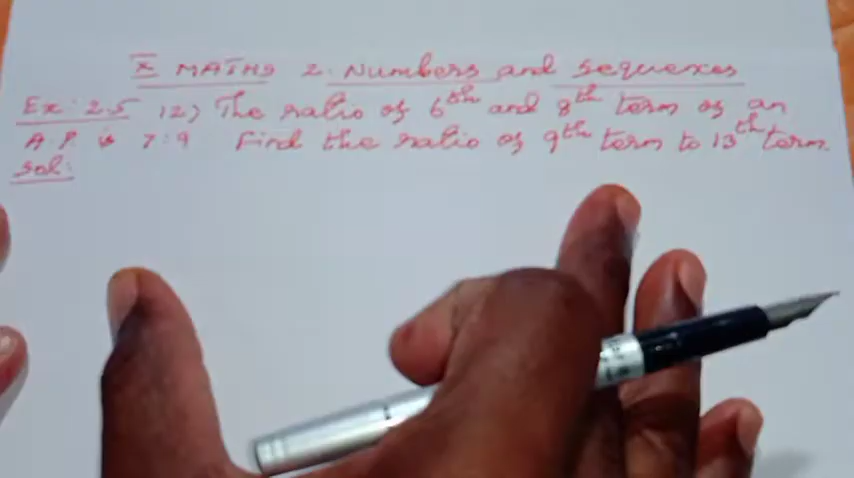 X MATHS 2. Numbers and Sequences
Ex: 2.5 12) The ratio of 6th and 8th term of an
A.P. is 7:9 Find the ratio of 9th term to 13th term
Sol: